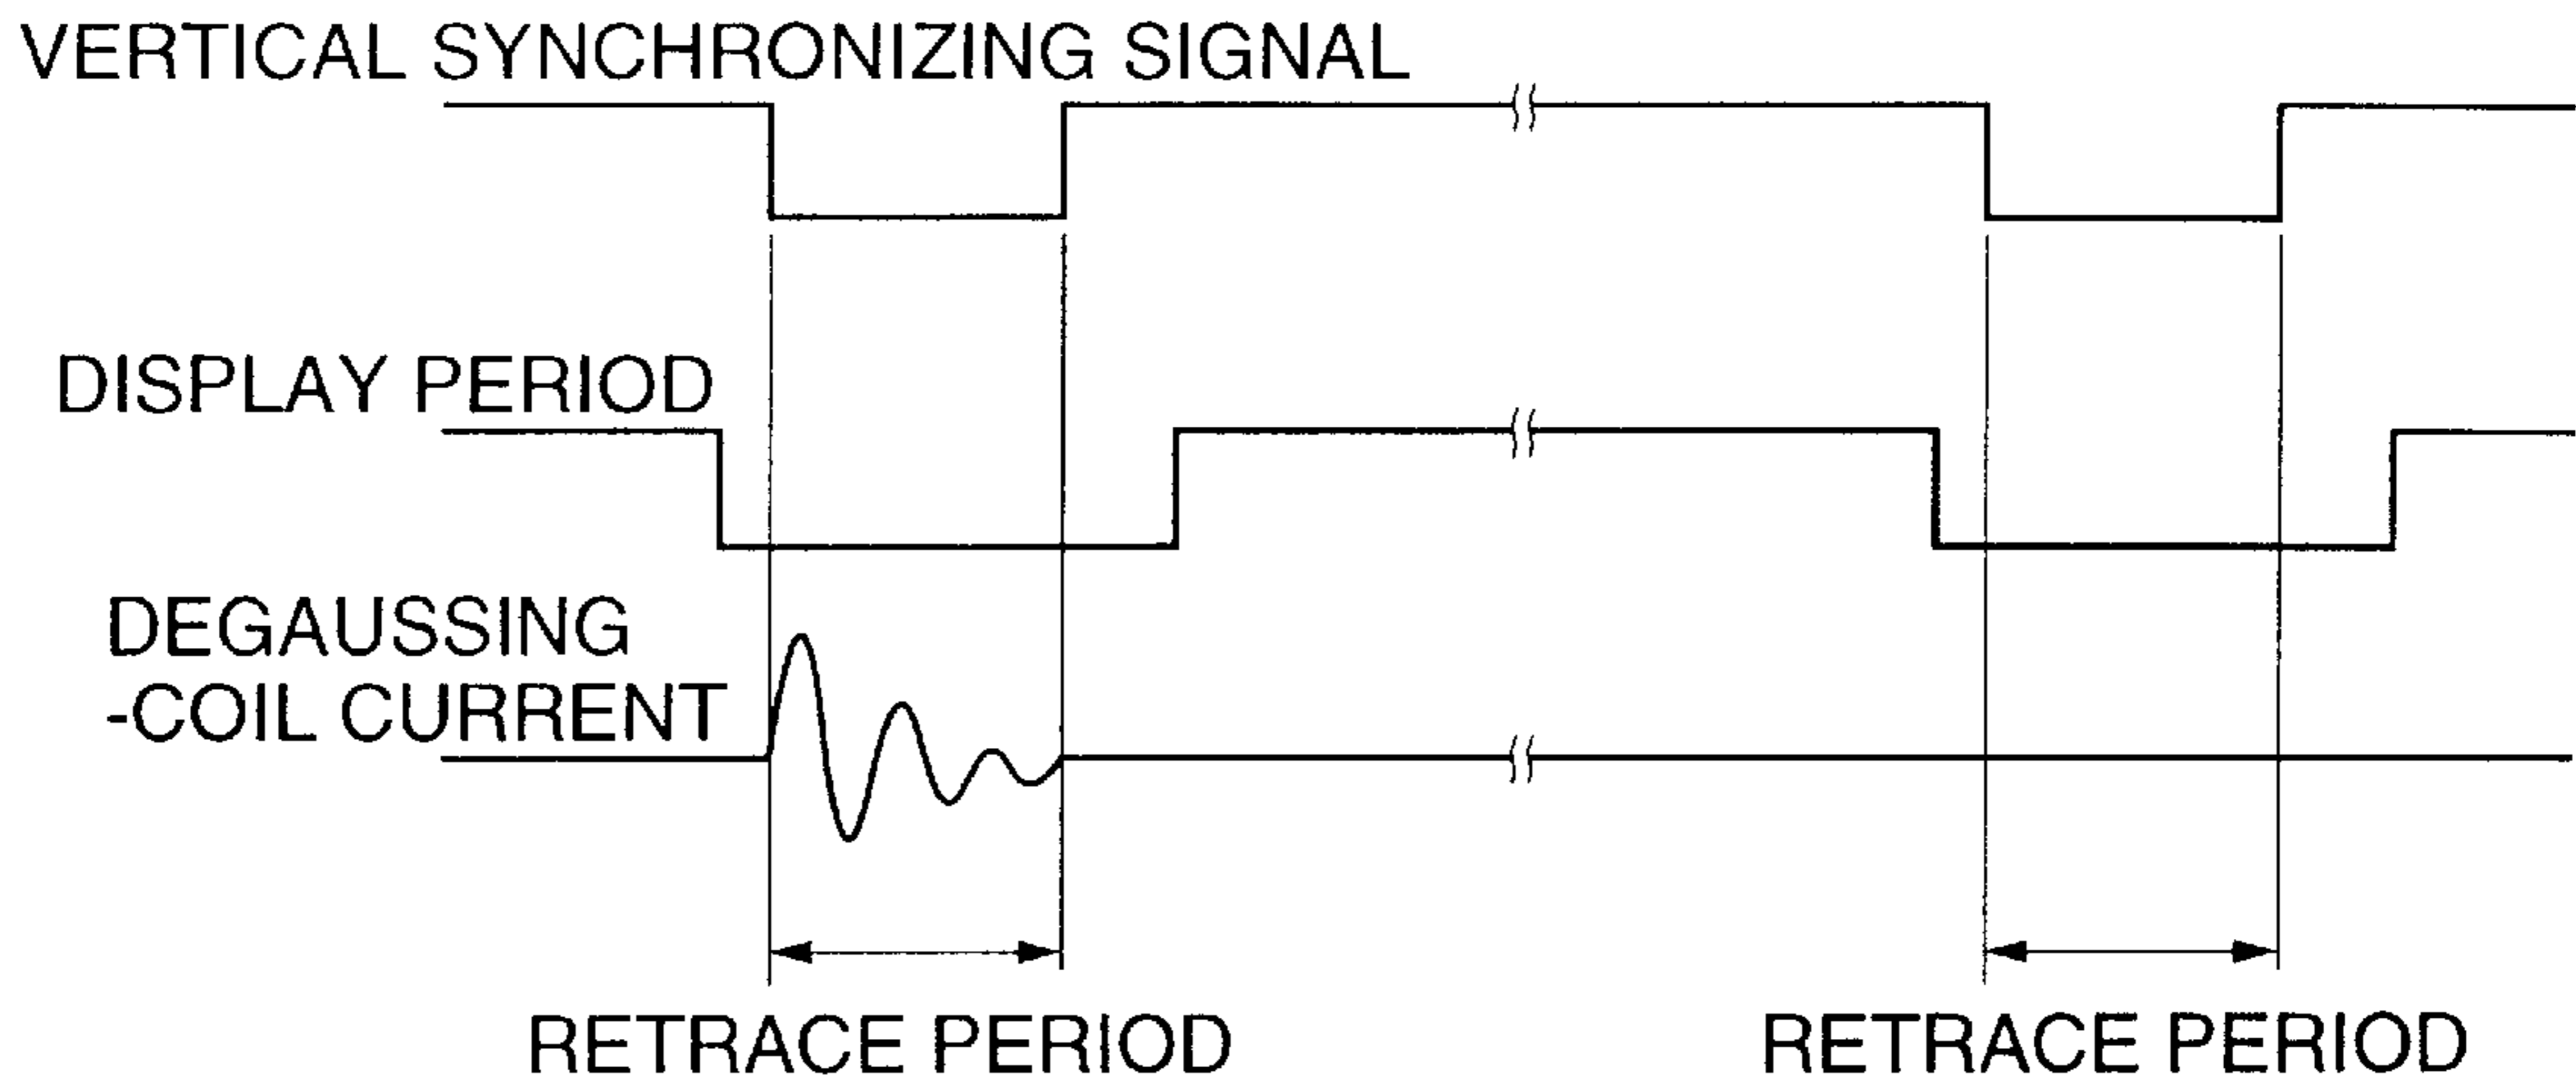 VERTICAL SYNCHRONIZING SIGNAL
DISPLAY PERIOD
DEGAUSSING
-COIL CURRENT
RETRACE PERIOD
RETRACE PERIOD